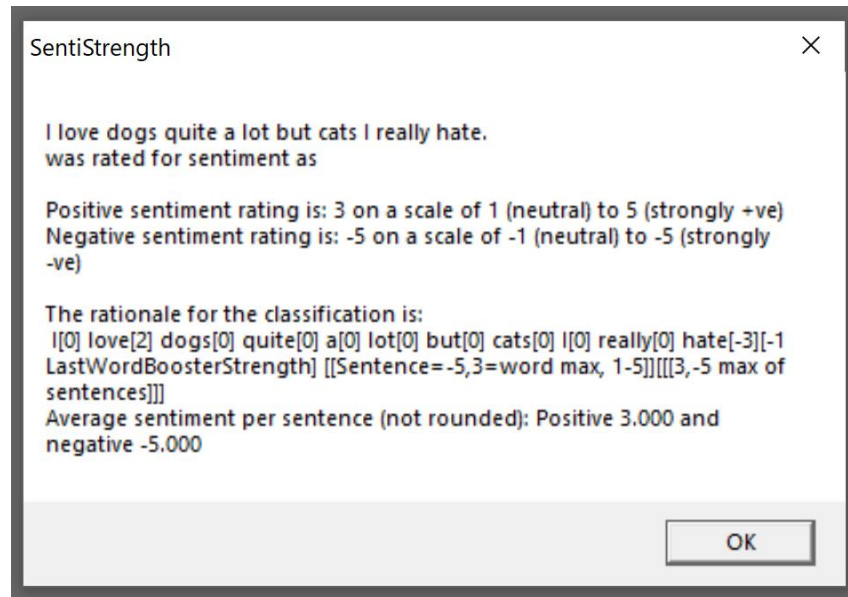 SentiStrength
I love dogs quite a lot but cats I really hate.
was rated for sentiment as
Positive sentiment rating is: 3 on a scale of 1 (neutral) to 5 (strongly +ve)
Negative sentiment rating is: -5 on a scale of -1 (neutral) to -5 (strongly
-ve)
The rationale for the classification is:
I[0] love[2] dogs[0] quite[0] a[0] lot[0] but[0] cats[0] I[0] really[0] hate[-3][-1
LastWordBoosterStrength] [[Sentence=-5,3=word max, 1-5]][[[3,-5 max of
sentences]]]
Average sentiment per sentence (not rounded): Positive 3.000 and
negative -5.000
OK